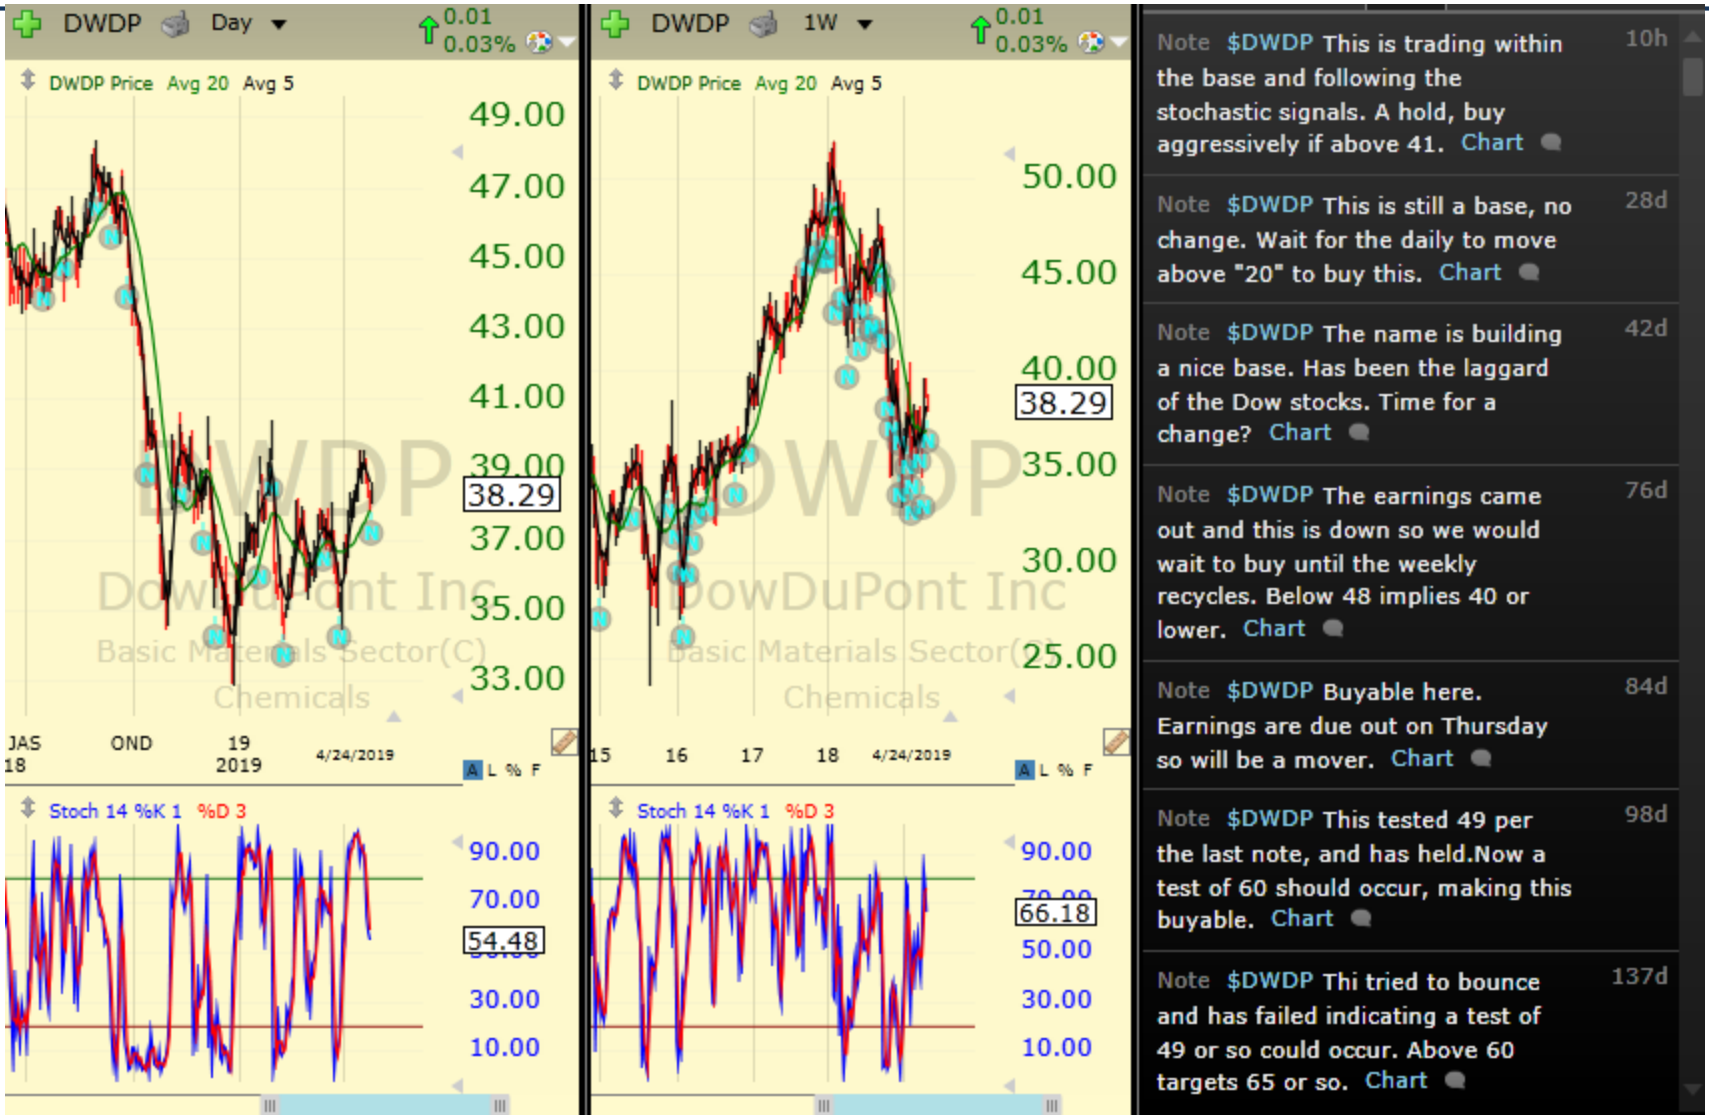 DWDP Day 0.01
0.03%
DWDP Price Avg 20 Avg 5
49.00
47.00
45.00
43.00
41.00
39.00
38.29
37.00
35.00
33.00
DWDP
DowDuPont Inc
Basic Materials Sector(C)
Chemicals
JAS OND 19 4/24/2019
18 2019
A L % F
Stoch 14 %K 1 %D 3
90.00
70.00
54.48
30.00
10.00
DWDP 1W 0.01
0.03%
DWDP Price Avg 20 Avg 5
50.00
45.00
40.00
38.29
35.00
30.00
25.00
DWDP
DowDuPont Inc
Basic Materials Sector(C)
Chemicals
15 16 17 18 4/24/2019
A L % F
Stoch 14 %K 1 %D 3
90.00
70.00
66.18
50.00
30.00
10.00
Note $DWDP This is trading within 10h
the base and following the
stochastic signals. A hold, buy
aggressively if above 41. Chart
Note $DWDP This is still a base, no 28d
change. Wait for the daily to move
above "20" to buy this. Chart
Note $DWDP The name is building 42d
a nice base. Has been the laggard
of the Dow stocks. Time for a
change? Chart
Note $DWDP The earnings came 76d
out and this is down so we would
wait to buy until the weekly
recycles. Below 48 implies 40 or
lower. Chart
Note $DWDP Buyable here. 84d
Earnings are due out on Thursday
so will be a mover. Chart
Note $DWDP This tested 49 per 98d
the last note, and has held.Now a
test of 60 should occur, making this
buyable. Chart
Note $DWDP Thi tried to bounce 137d
and has failed indicating a test of
49 or so could occur. Above 60
targets 65 or so. Chart